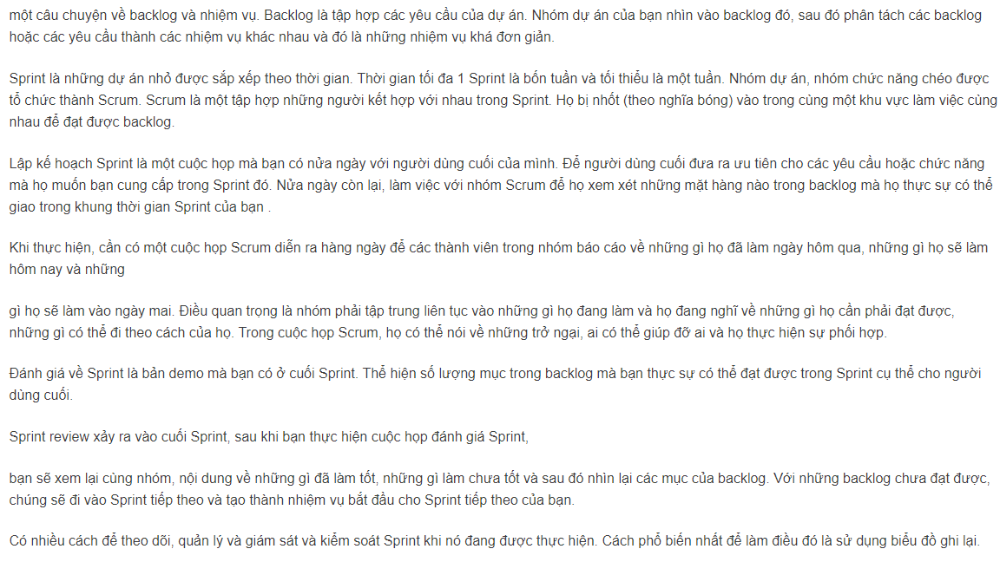 một câu chuyện về backlog và nhiệm vụ. Backlog là tập hợp các yêu cầu của dự án. Nhóm dự án của bạn nhìn vào backlog đó, sau đó phân tách các backlog
hoặc các yêu cầu thành các nhiệm vụ khác nhau và đó là những nhiệm vụ khá đơn giản.
Sprint là những dự án nhỏ được sắp xếp theo thời gian. Thời gian tối đa 1 Sprint là bốn tuần và tối thiểu là một tuần. Nhóm dự án, nhóm chức năng chéo được
tổ chức thành Scrum. Scrum là một tập hợp những người kết hợp với nhau trong Sprint. Họ bị nhốt (theo nghĩa bóng) vào trong cùng một khu vực làm việc cùng
nhau để đạt được backlog.
Lập kế hoạch Sprint là một cuộc họp mà bạn có nửa ngày với người dùng cuối của mình. Để người dùng cuối đưa ra ưu tiên cho các yêu cầu hoặc chức năng
mà họ muốn bạn cung cấp trong Sprint đó. Nửa ngày còn lại, làm việc với nhóm Scrum để họ xem xét những mặt hàng nào trong backlog mà họ thực sự có thể
giao trong khung thời gian Sprint của bạn .
Khi thực hiện, cần có một cuộc họp Scrum diễn ra hàng ngày để các thành viên trong nhóm báo cáo về những gì họ đã làm ngày hôm qua, những gì họ sẽ làm
hôm nay và những
gì họ sẽ làm vào ngày mai. Điều quan trọng là nhóm phải tập trung liên tục vào những gì họ đang làm và họ đang nghĩ về những gì họ cần phải đạt được,
những gì có thể đi theo cách của họ. Trong cuộc họp Scrum, họ có thể nói về những trở ngại, ai có thể giúp đỡ ai và họ thực hiện sự phối hợp.
Đánh giá về Sprint là bản demo mà bạn có ở cuối Sprint. Thể hiện số lượng mục trong backlog mà bạn thực sự có thể đạt được trong Sprint cụ thể cho người
dùng cuối.
Sprint review xảy ra vào cuối Sprint, sau khi bạn thực hiện cuộc họp đánh giá Sprint,
bạn sẽ xem lại cùng nhóm, nội dung về những gì đã làm tốt, những gì làm chưa tốt và sau đó nhìn lại các mục của backlog. Với những backlog chưa đạt được,
chúng sẽ đi vào Sprint tiếp theo và tạo thành nhiệm vụ bắt đầu cho Sprint tiếp theo của bạn.
Có nhiều cách để theo dõi, quản lý và giám sát và kiểm soát Sprint khi nó đang được thực hiện. Cách phổ biến nhất để làm điều đó là sử dụng biểu đồ ghi lại.